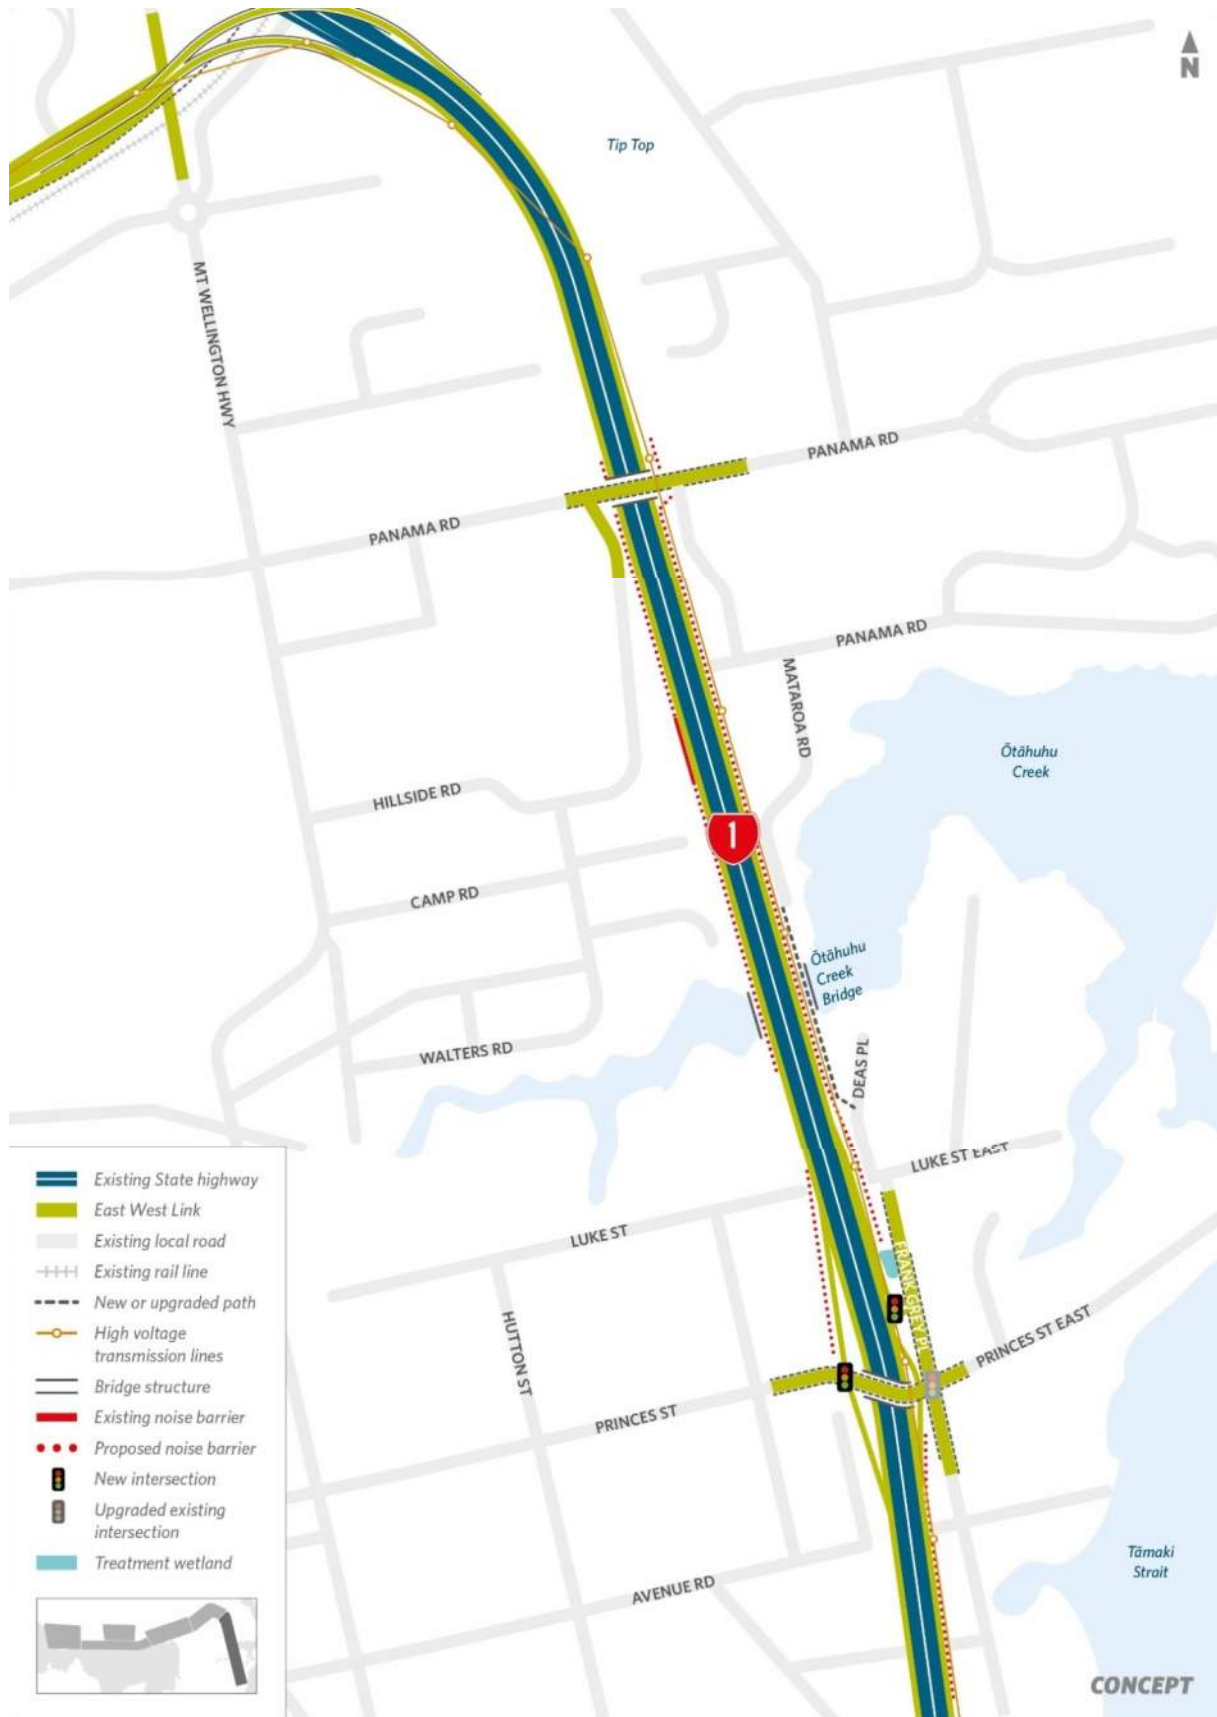 N
Tip Top
MT WELLINGTON HWY
PANAMA RD
PANAMA RD
PANAMA RD
MATAROA RD
Ōtāhuhu
Creek
HILLSIDE RD
1
CAMP RD
Ōtāhuhu
Creek
Bridge
WALTERS RD
DEAS PL
LUKE ST EAST
LUKE ST
FRANK GREY PL
HUTTON ST
PRINCES ST EAST
PRINCES ST
AVENUE RD
Tāmaki
Strait
Existing State highway
East West Link
Existing local road
Existing rail line
New or upgraded path
High voltage
transmission lines
Bridge structure
Existing noise barrier
Proposed noise barrier
New intersection
Upgraded existing
intersection
Treatment wetland
CONCEPT